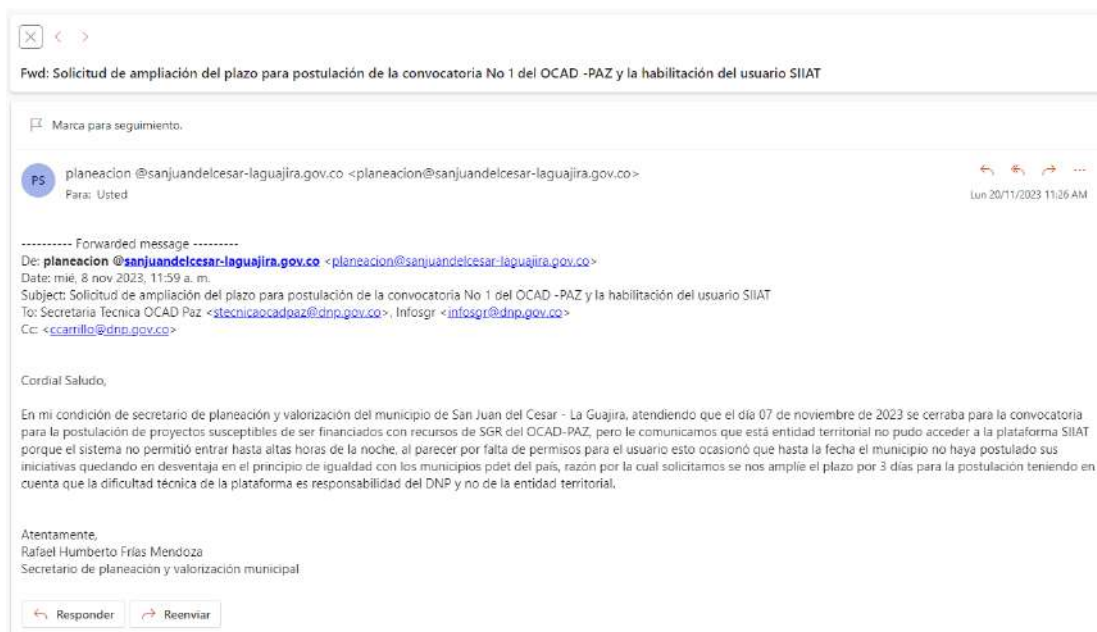 Fwd: Solicitud de ampliación del plazo para postulación de la convocatoria No 1 del OCAD -PAZ y la habilitación del usuario SIIAT
Marca para seguimiento.
PS
planeacion @sanjuandelcesar-laguajira.gov.co <planeacion@sanjuandelcesar-laguajira.gov.co>
Para: Usted
Lun 20/11/2023 11:26 AM
---------- Forwarded message ---------
De: planeacion @sanjuandelcesar-laguajira.gov.co <planeacion@sanjuandelcesar-laguajira.gov.co>
Date: mié, 8 nov 2023, 11:59 a. m.
Subject: Solicitud de ampliación del plazo para postulación de la convocatoria No 1 del OCAD -PAZ y la habilitación del usuario SIIAT
To: Secretaria Tecnica OCAD Paz <stecnicaocadpaz@dnp.gov.co>, Infosgr <infosgr@dnp.gov.co>
Cc: <ccarrillo@dnp.gov.co>
Cordial Saludo,
En mi condición de secretario de planeación y valorización del municipio de San Juan del Cesar - La Guajira, atendiendo que el día 07 de noviembre de 2023 se cerraba para la convocatoria
para la postulación de proyectos susceptibles de ser financiados con recursos de SGR del OCAD-PAZ, pero le comunicamos que está entidad territorial no pudo acceder a la plataforma SIIAT
porque el sistema no permitió entrar hasta altas horas de la noche, al parecer por falta de permisos para el usuario esto ocasionó que hasta la fecha el municipio no haya postulado sus
iniciativas quedando en desventaja en el principio de igualdad con los municipios pdet del país, razón por la cual solicitamos se nos amplíe el plazo por 3 días para la postulación teniendo en
cuenta que la dificultad técnica de la plataforma es responsabilidad del DNP y no de la entidad territorial.
Atentamente,
Rafael Humberto Frías Mendoza
Secretario de planeación y valorización municipal
Responder
Reenviar